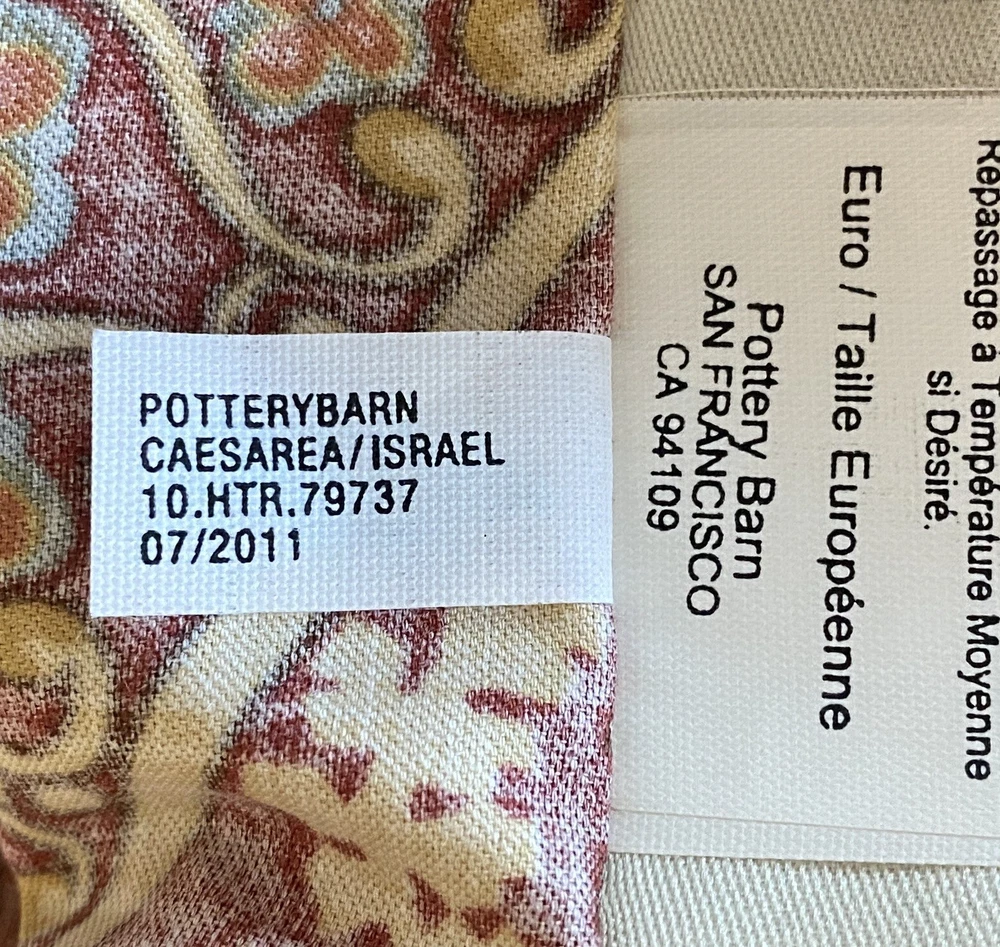 POTTERYBARN
CAESAREA/ISRAEL
10.HTR.79737
07/2011
Repassage à Température Moyenne
si Désiré.
Euro / Taille Européenne
Pottery Barn
SAN FRANCISCO
CA 94109